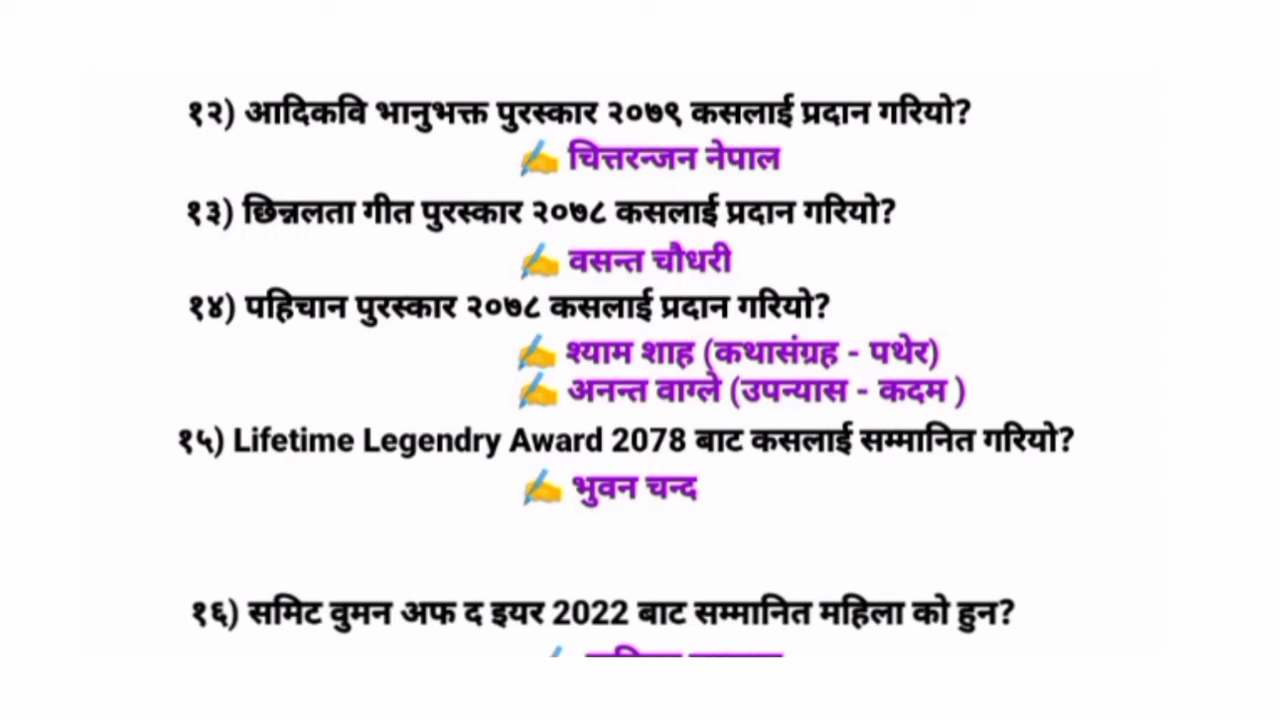 १२) आदिकवि भानुभक्त पुरस्कार २०७९ कसलाई प्रदान गरियो?
✍️ चित्तरन्जन नेपाल
१३) छिन्नलता गीत पुरस्कार २०७८ कसलाई प्रदान गरियो?
✍️ वसन्त चौधरी
१४) पहिचान पुरस्कार २०७८ कसलाई प्रदान गरियो?
✍️ श्याम शाह (कथासंग्रह - पथेर)
✍️ अनन्त वाग्ले (उपन्यास - कदम )
१५) Lifetime Legendry Award 2078 बाट कसलाई सम्मानित गरियो?
✍️ भुवन चन्द
१६) समिट वुमन अफ द इयर 2022 बाट सम्मानित महिला को हुन?